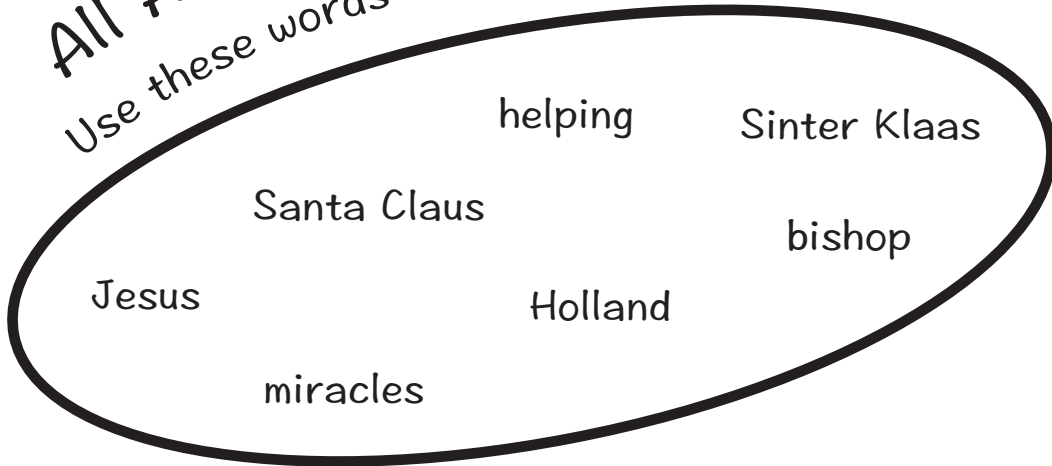 All
Use these words
helping
Sinter Klaas
Santa Claus
bishop
Jesus
Holland
miracles